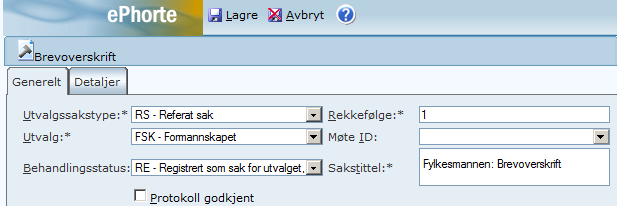 ePhorte Lagre Avbryt ?
Brevoverskrift
Generelt Detaljer
Utvalgssakstype:* RS - Referat sak Rekkefølge:* 1
Utvalg:* FSK - Formannskapet Møte ID:
Behandlingsstatus: RE - Registrert som sak for utvalget, Sakstittel:* Fylkesmannen: Brevoverskrift
Protokoll godkjent